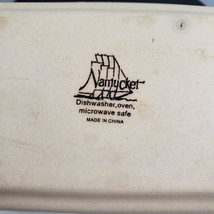 Nantucket
Dishwasher, oven,
microwave safe
MADE IN CHINA